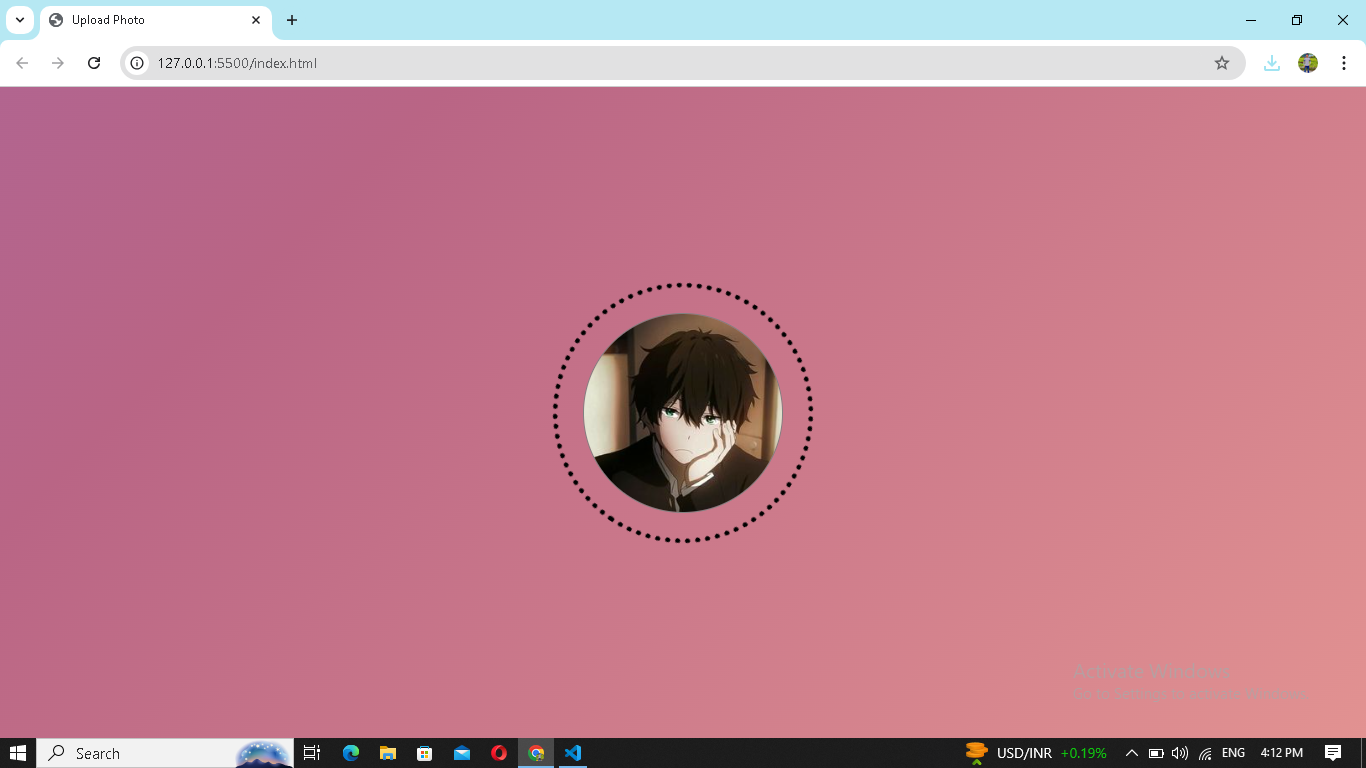 Upload Photo
127.0.0.1:5500/index.html
Activate Windows
Go to Settings to activate Windows.
Search
USD/INR +0.19%
ENG
4:12 PM